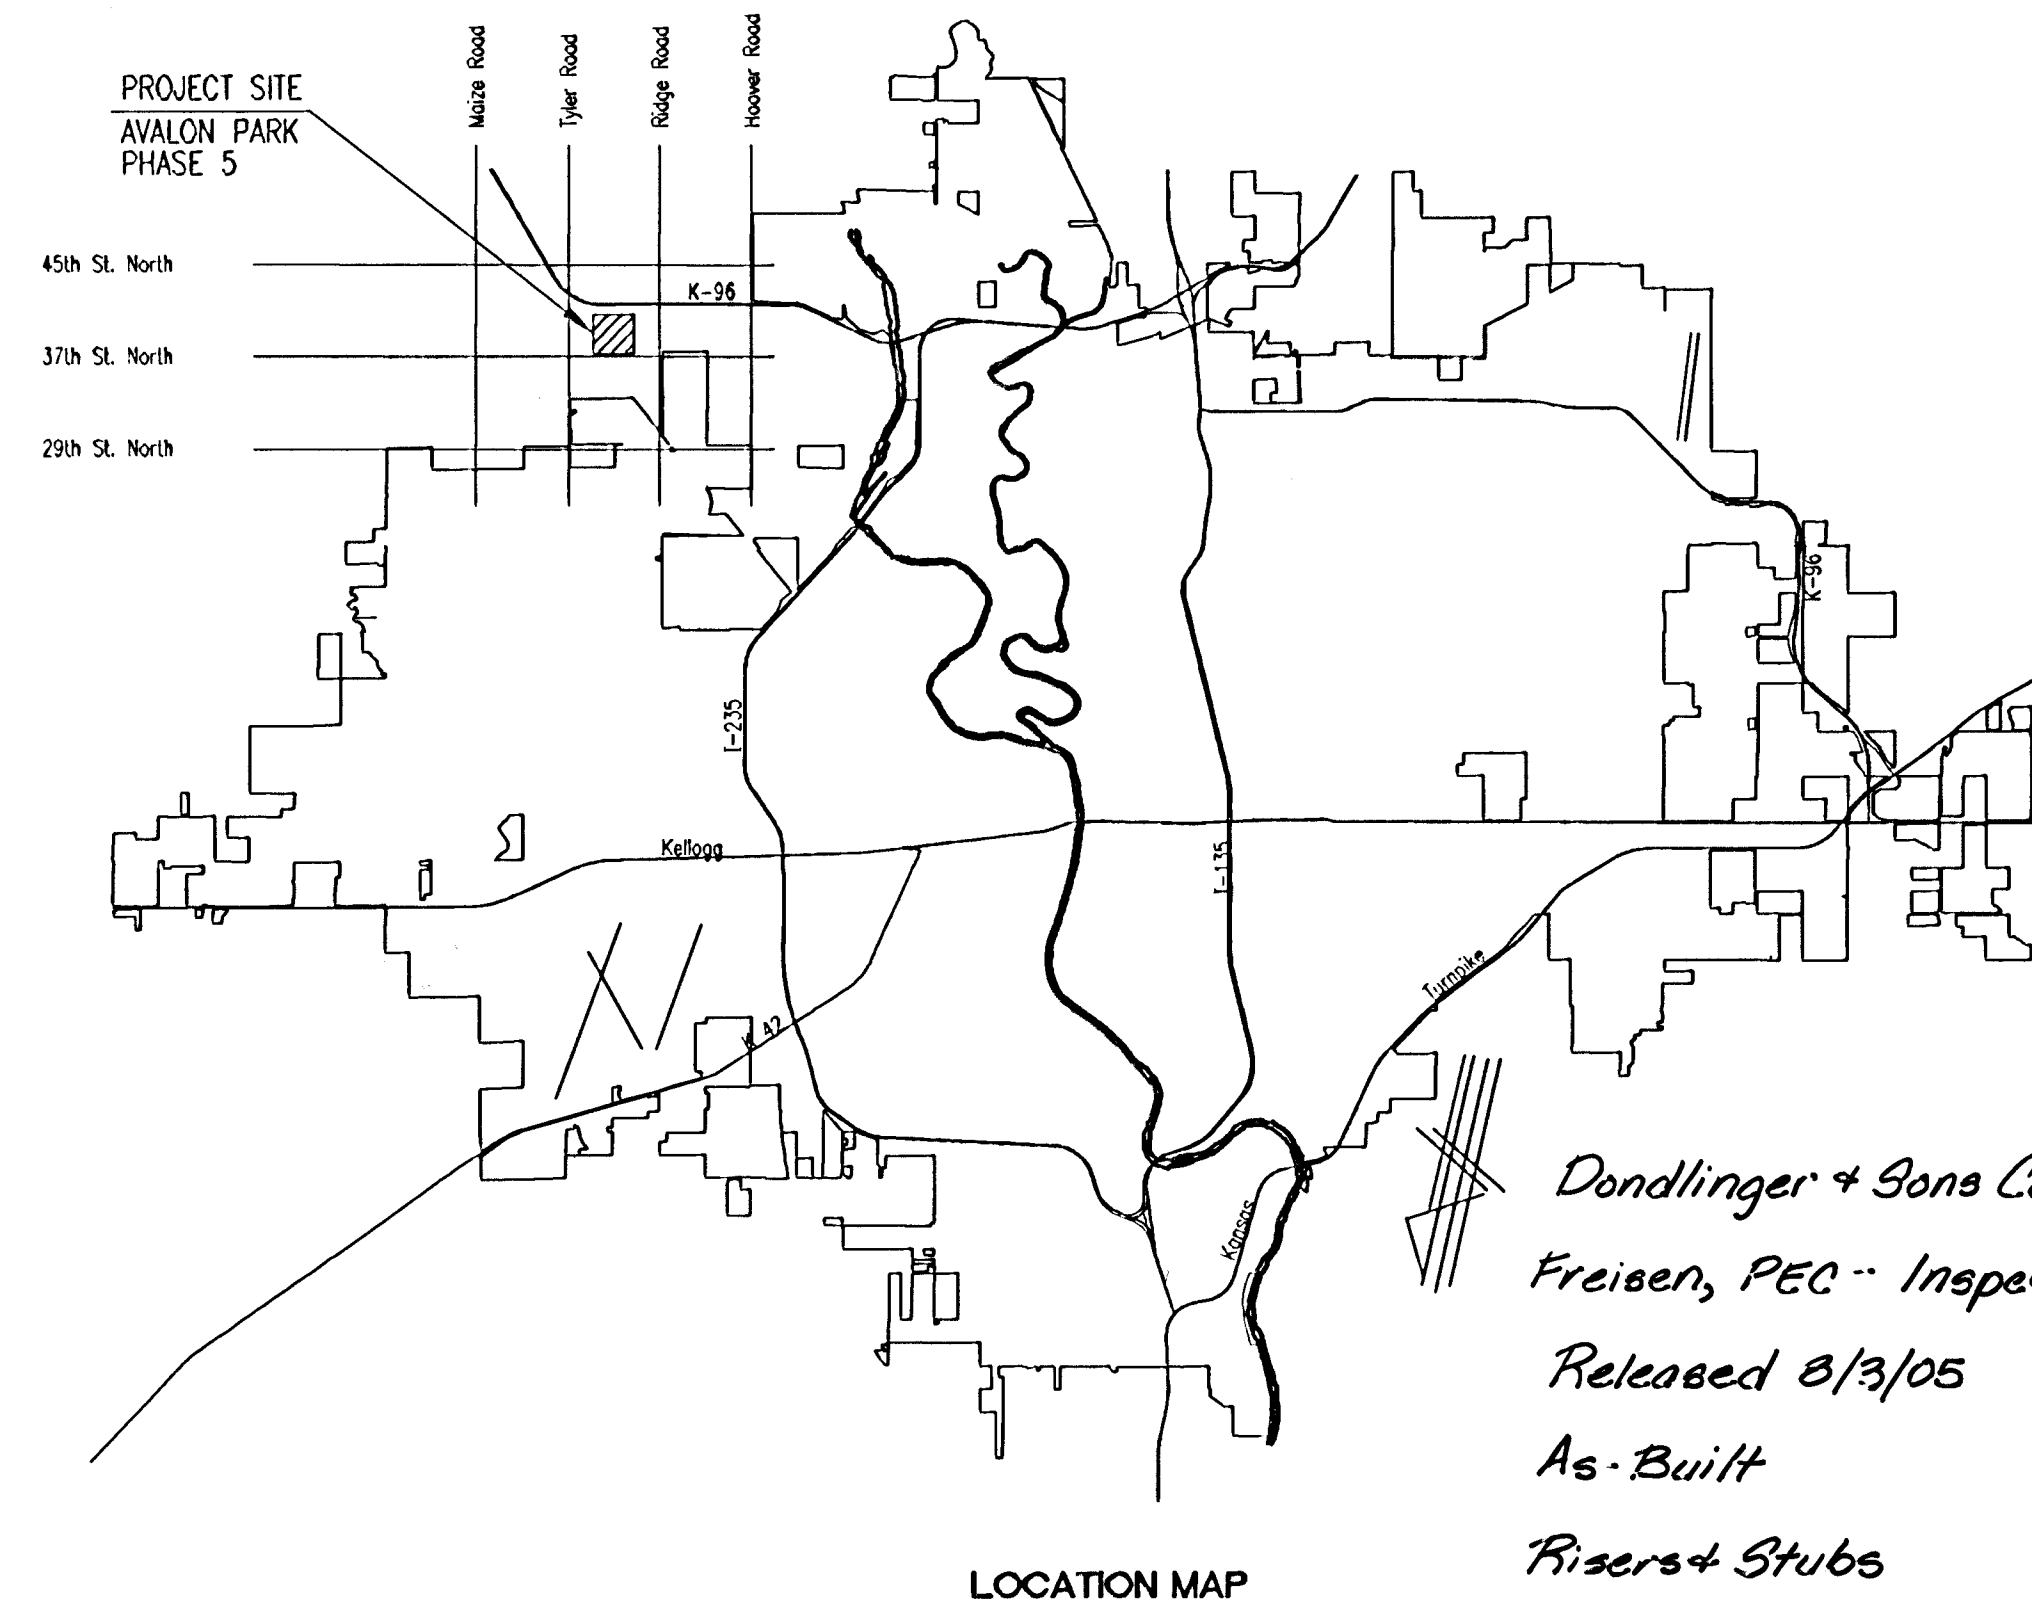 Maize Road
Tyler Road
Ridge Road
Hoover Road
PROJECT SITE
AVALON PARK
PHASE 5
45th St. North
K-96
37th St. North
29th St. North
K-96
I-235
Kellogg
I-135
Turnpike
K 42
Kansas
Dondlinger & Sons
Freisen, PEC -- 
Released 8/3/05
As-Built
Risers & Stubs
LOCATION MAP